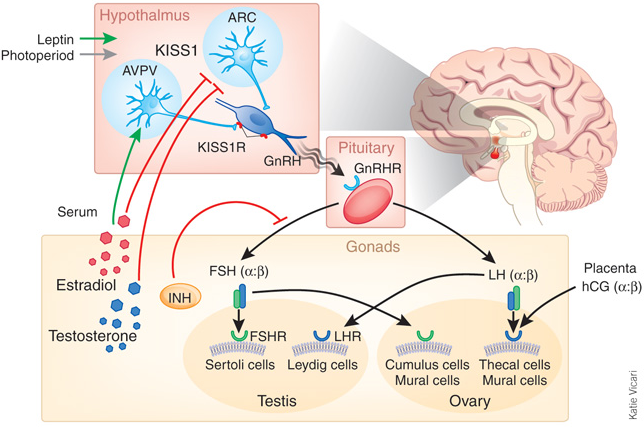 Hypothalmus
ARC
Leptin
KISS1
Photoperiod
AVPV
KISS1R
GnRH
Pituitary
GnRHR
Serum
Gonads
Estradiol
FSH (α:β)
LH (α:β)
Placenta
hCG (α:β)
INH
Testosterone
FSHR
LHR
Sertoli cells
Leydig cells
Cumulus cells
Mural cells
Thecal cells
Mural cells
Testis
Ovary
Katie Vicari